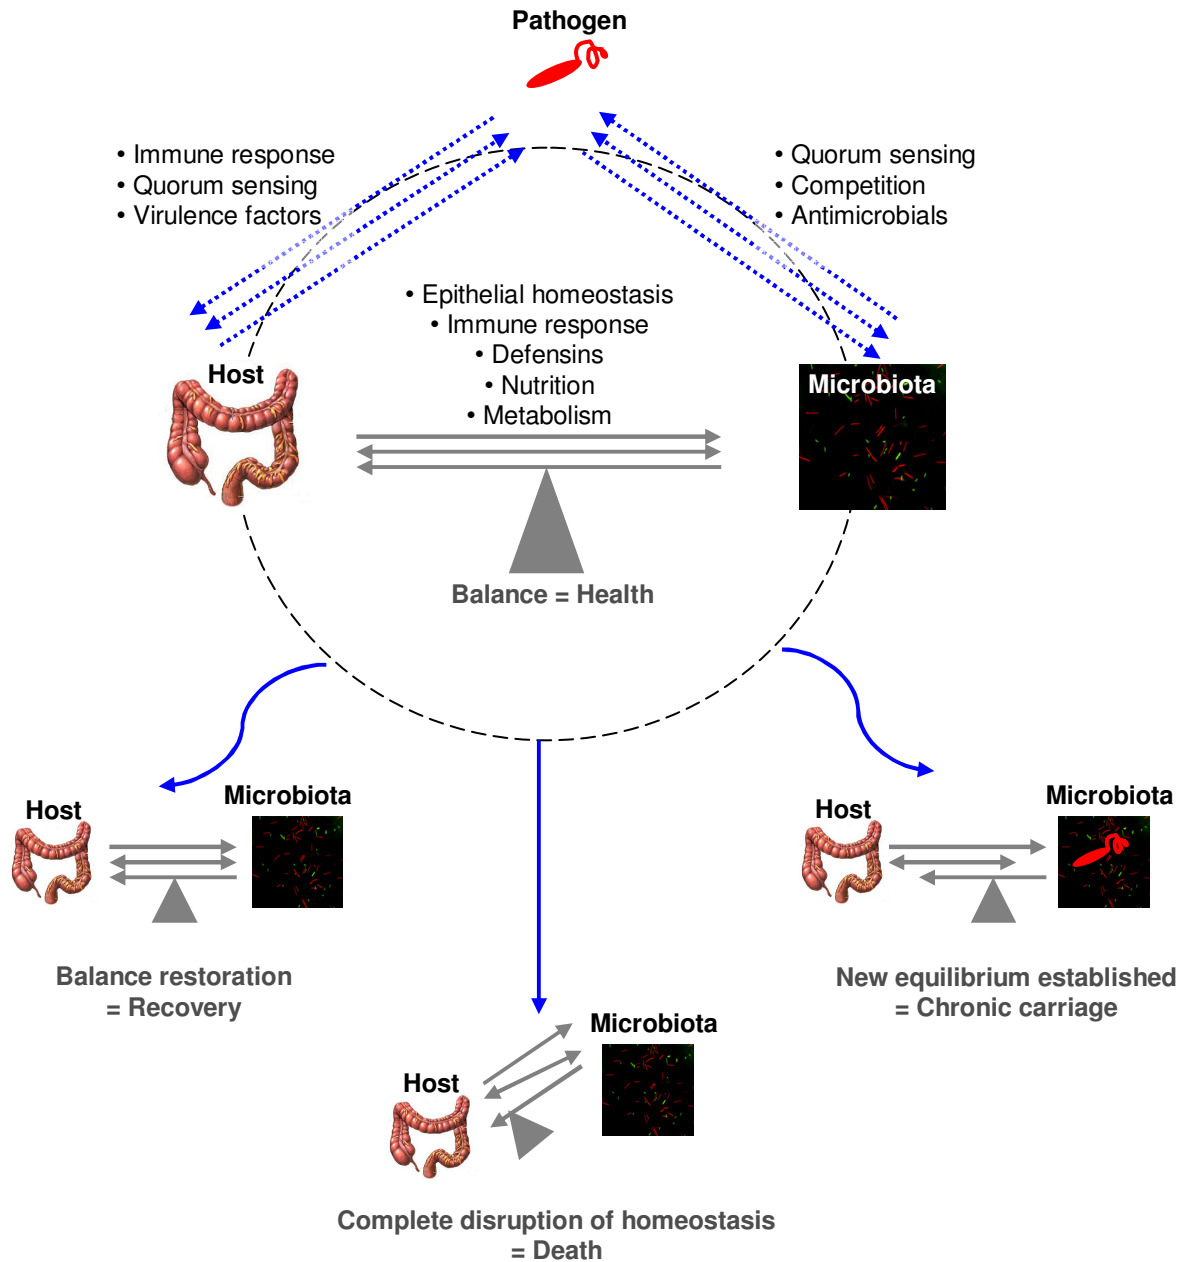 Pathogen
• Immune response
• Quorum sensing
• Virulence factors
• Quorum sensing
• Competition
• Antimicrobials
• Epithelial homeostasis
• Immune response
• Defensins
• Nutrition
• Metabolism
Host
Microbiota
Balance = Health
Host
Microbiota
Balance restoration
= Recovery
Host
Microbiota
New equilibrium established
= Chronic carriage
Microbiota
Host
Complete disruption of homeostasis
= Death